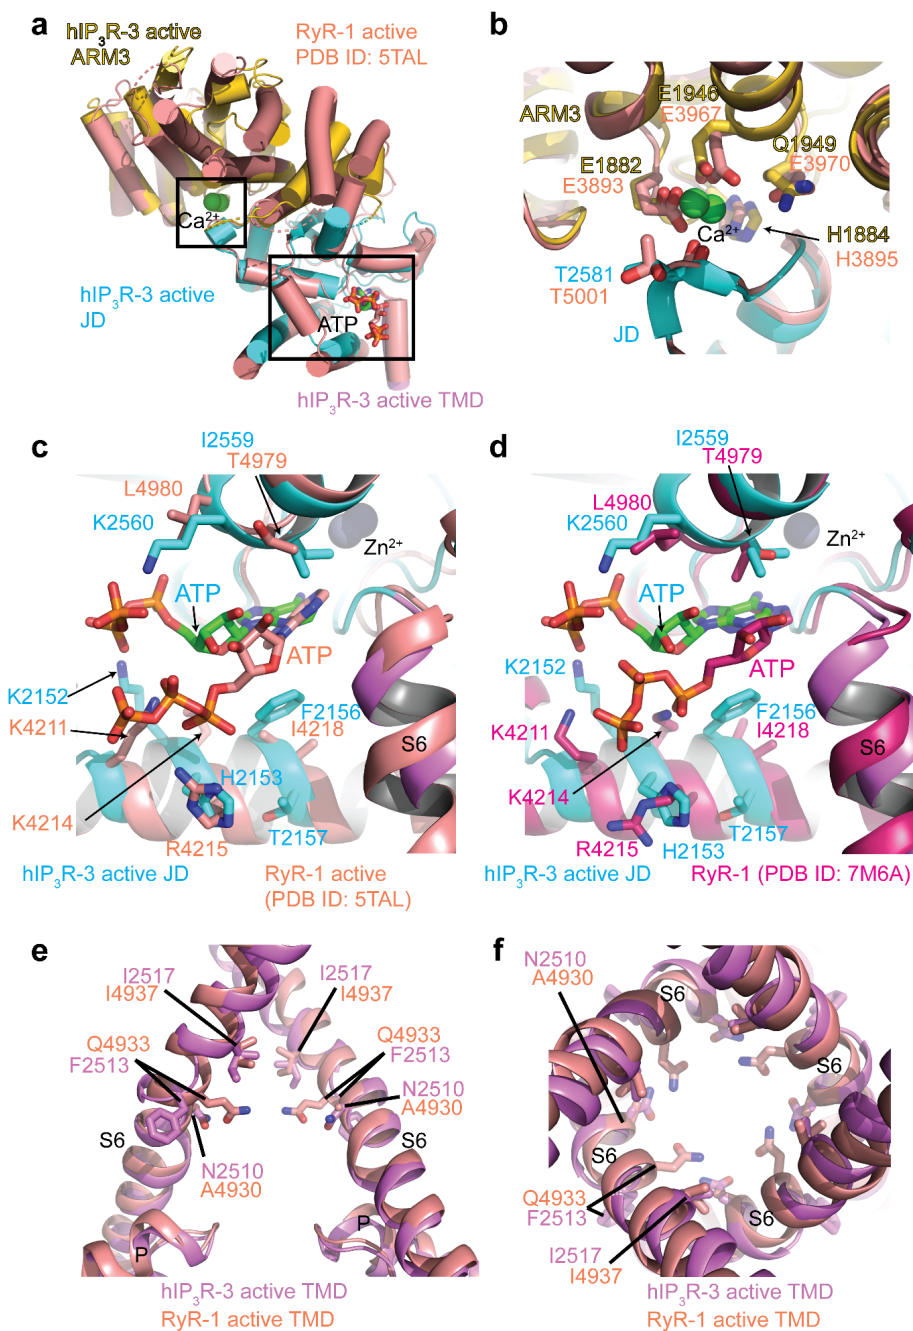 a
hIP3R-3 active
ARM3
RyR-1 active
PDB ID: 5TAL
Ca2+
hIP3R-3 active
JD
ATP
hIP3R-3 active TMD
b
ARM3
E1946
E3967
Q1949
E3970
E1882
E3893
Ca2+
H1884
H3895
T2581
T5001
JD
c
I2559
T4979
L4980
K2560
Zn2+
ATP
ATP
K2152
K4211
F2156
I4218
S6
H2153
K4214
R4215
T2157
hIP3R-3 active JD
RyR-1 active
(PDB ID: 5TAL)
d
I2559
T4979
L4980
K2560
Zn2+
ATP
ATP
K2152
K4211
F2156
I4218
S6
K4214
T2157
R4215
H2153
hIP3R-3 active JD
RyR-1 (PDB ID: 7M6A)
e
I2517
I4937
I2517
I4937
Q4933
F2513
Q4933
F2513
N2510
A4930
S6
S6
N2510
A4930
P
P
hIP3R-3 active TMD
RyR-1 active TMD
f
N2510
A4930
S6
S6
S6
Q4933
F2513
S6
I2517
I4937
hIP3R-3 active TMD
RyR-1 active TMD